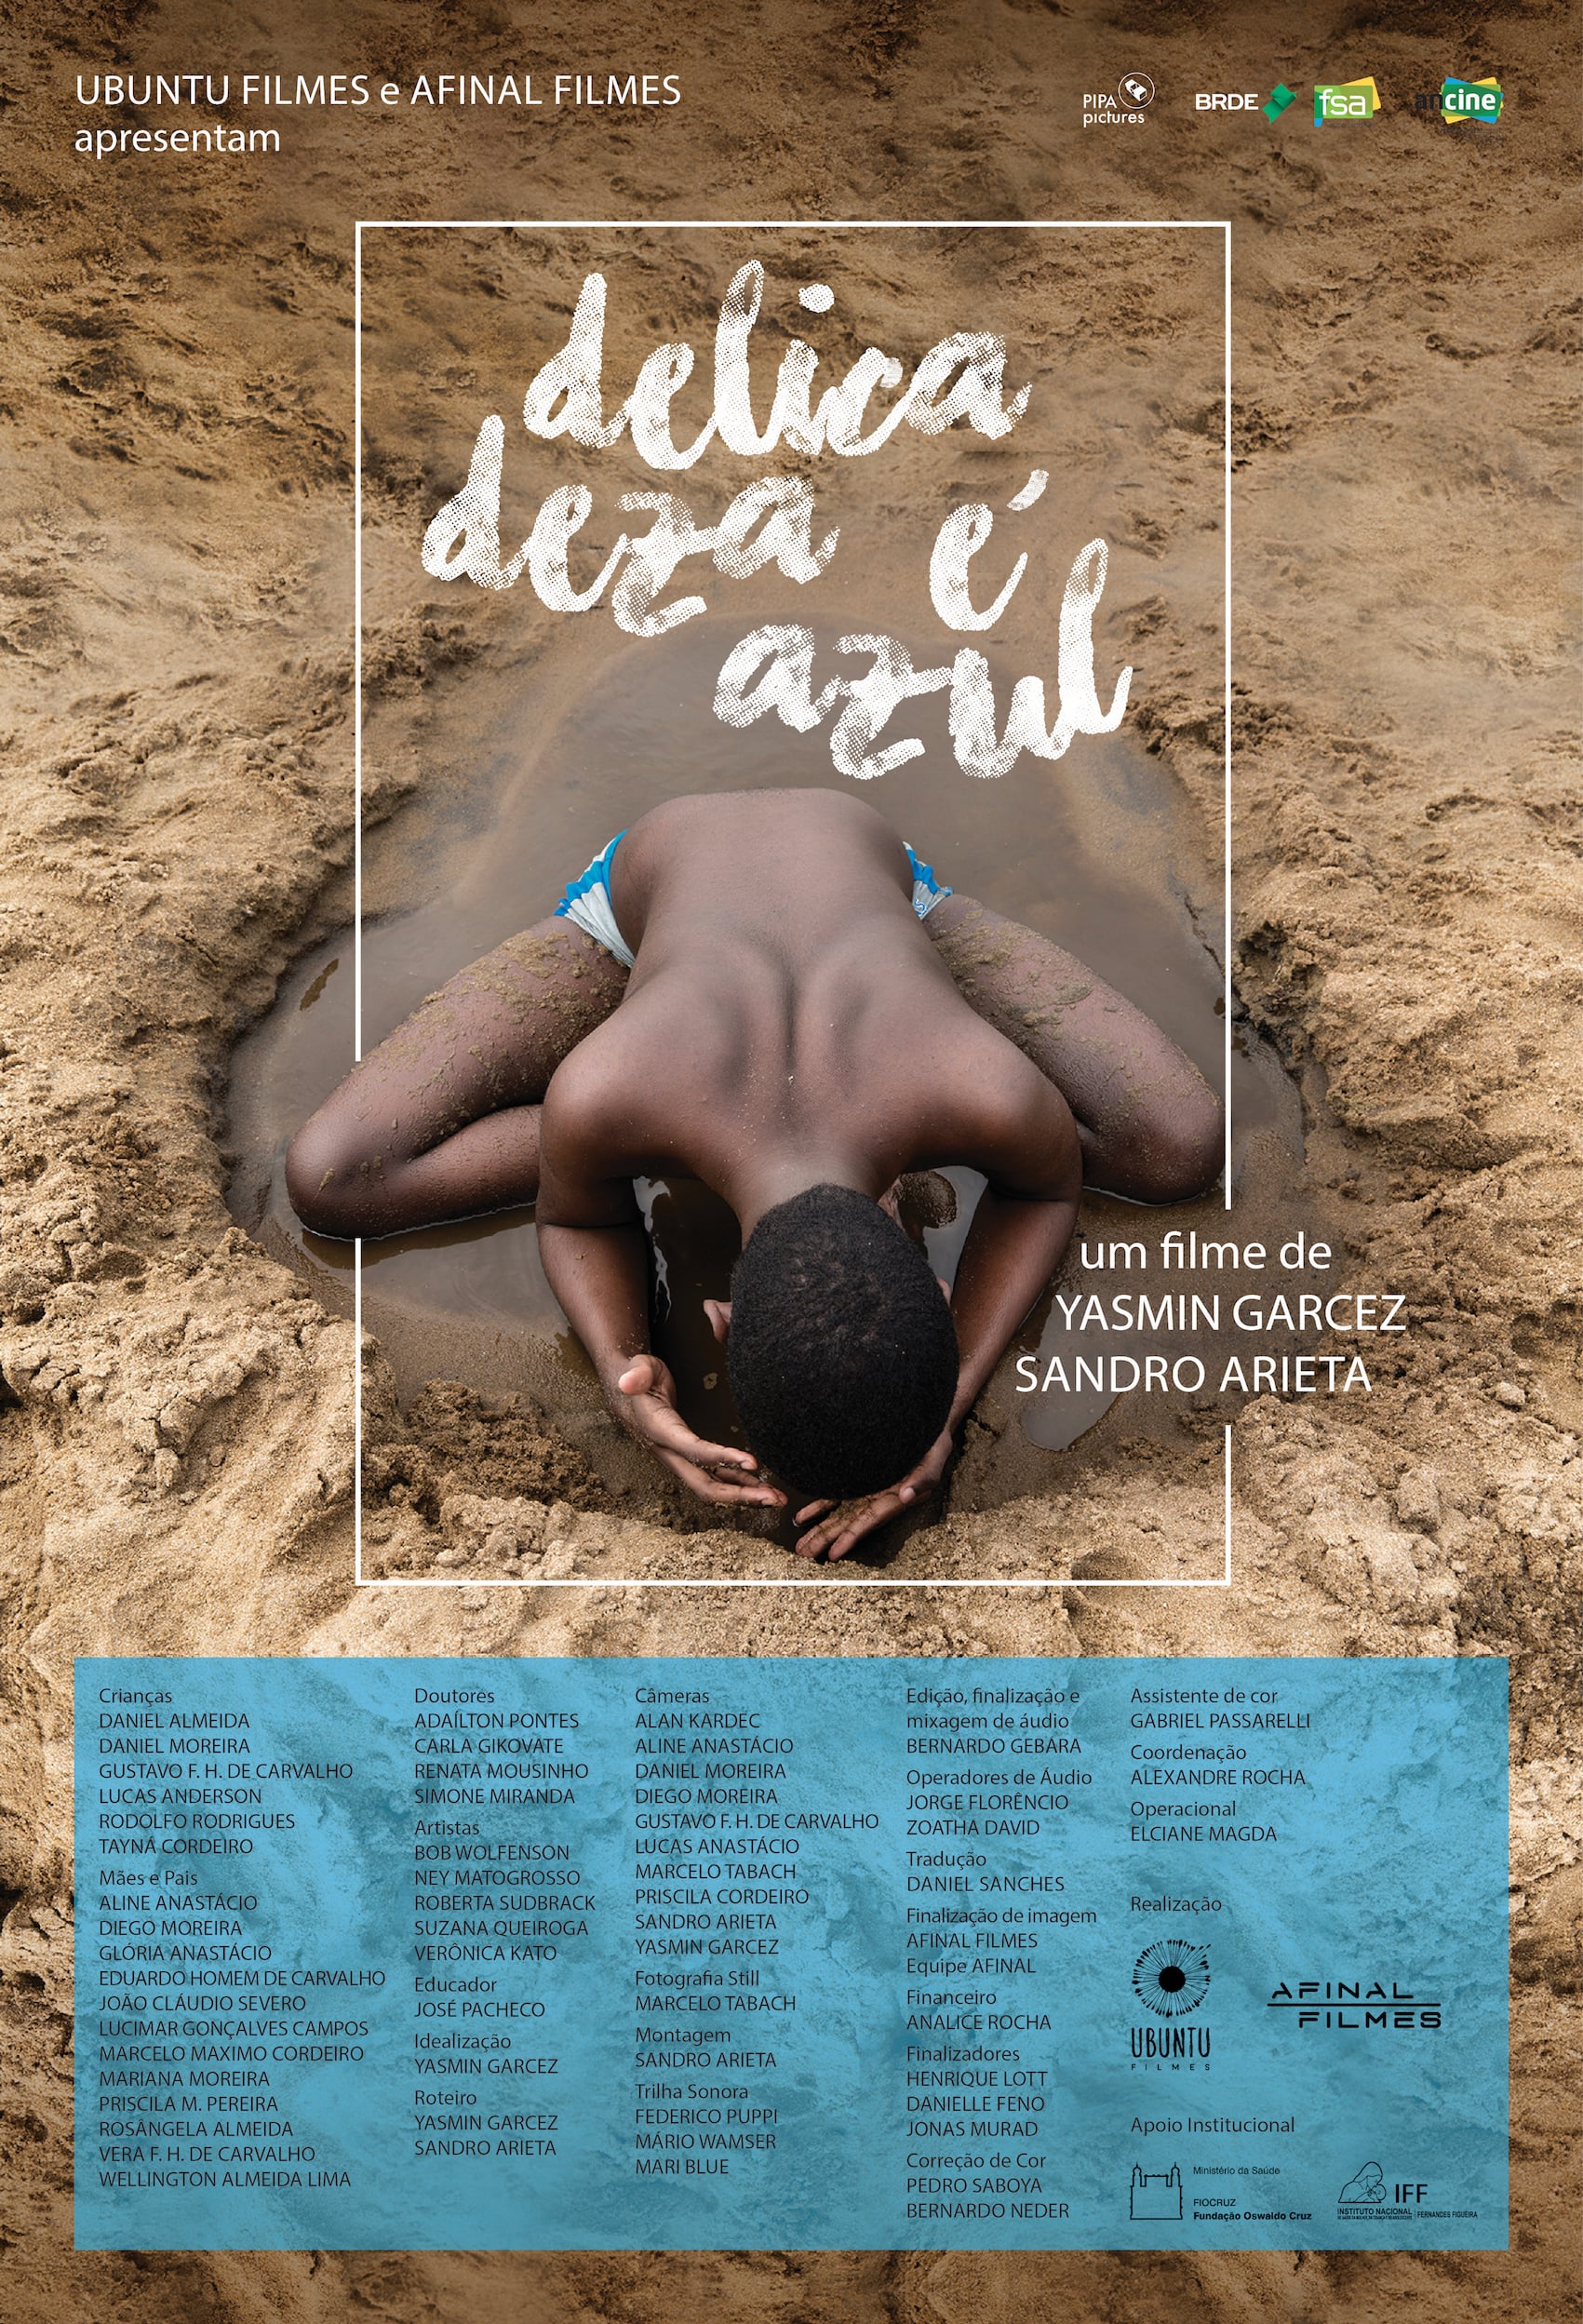 UBUNTU FILMES e AFINAL FILMES
apresentam
PIPA
pictures
BRDE
fsa
ancine
delica
deza é
azul
um filme de
YASMIN GARCEZ
SANDRO ARIETA
Crianças
DANIEL ALMEIDA
DANIEL MOREIRA
GUSTAVO F. H. DE CARVALHO
LUCAS ANDERSON
RODOLFO RODRIGUES
TAYNÁ CORDEIRO
Mães e Pais
ALINE ANASTÁCIO
DIEGO MOREIRA
GLÓRIA ANASTÁCIO
EDUARDO HOMEM DE CARVALHO
JOÃO CLÁUDIO SEVERO
LUCIMAR GONÇALVES CAMPOS
MARCELO MAXIMO CORDEIRO
MARIANA MOREIRA
PRISCILA M. PEREIRA
ROSÂNGELA ALMEIDA
VERA F. H. DE CARVALHO
WELLINGTON ALMEIDA LIMA
Doutores
ADAÍLTON PONTES
CARLA GIKOVATE
RENATA MOUSINHO
SIMONE MIRANDA
Artistas
BOB WOLFENSON
NEY MATOGROSSO
ROBERTA SUDBRACK
SUZANA QUEIROGA
VERÔNICA KATO
Educador
JOSÉ PACHECO
Idealização
YASMIN GARCEZ
Roteiro
YASMIN GARCEZ
SANDRO ARIETA
Câmeras
ALAN KARDEC
ALINE ANASTÁCIO
DANIEL MOREIRA
DIEGO MOREIRA
GUSTAVO F. H. DE CARVALHO
LUCAS ANASTÁCIO
MARCELO TABACH
PRISCILA CORDEIRO
SANDRO ARIETA
YASMIN GARCEZ
Fotografia Still
MARCELO TABACH
Montagem
SANDRO ARIETA
Trilha Sonora
FEDERICO PUPPI
MÁRIO WAMSER
MARI BLUE
Edição, finalização e
mixagem de áudio
BERNARDO GEBARA
Operadores de Áudio
JORGE FLORÊNCIO
ZOATHA DAVID
Tradução
DANIEL SANCHES
Finalização de imagem
AFINAL FILMES
Equipe AFINAL
Financeiro
ANALICE ROCHA
Finalizadores
HENRIQUE LOTT
DANIELLE FENO
JONAS MURAD
Correção de Cor
PEDRO SABOYA
BERNARDO NEDER
Assistente de cor
GABRIEL PASSARELLI
Coordenação
ALEXANDRE ROCHA
Operacional
ELCIANE MAGDA
Realização
UBUNTU
FILMES
AFINAL
FILMES
Apoio Institucional
Ministério da Saúde
FIOCRUZ
Fundação Oswaldo Cruz
IFF
INSTITUTO NACIONAL
FERNANDES FIGUEIRA